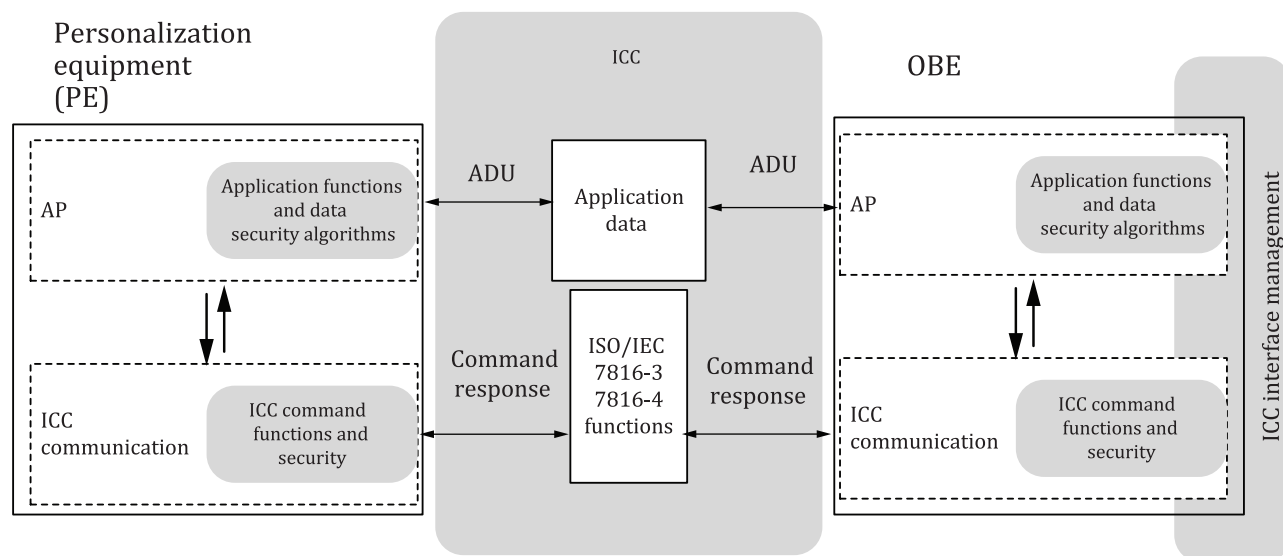 Personalization
equipment
(PE)
ICC
OBE
AP
Application functions
and data
security algorithms
ADU
Application
data
ADU
AP
Application functions
and data
security algorithms
ICC
communication
ICC command
functions and
security
Command
response
ISO/IEC
7816-3
7816-4
functions
Command
response
ICC
communication
ICC command
functions and
security
ICC interface management